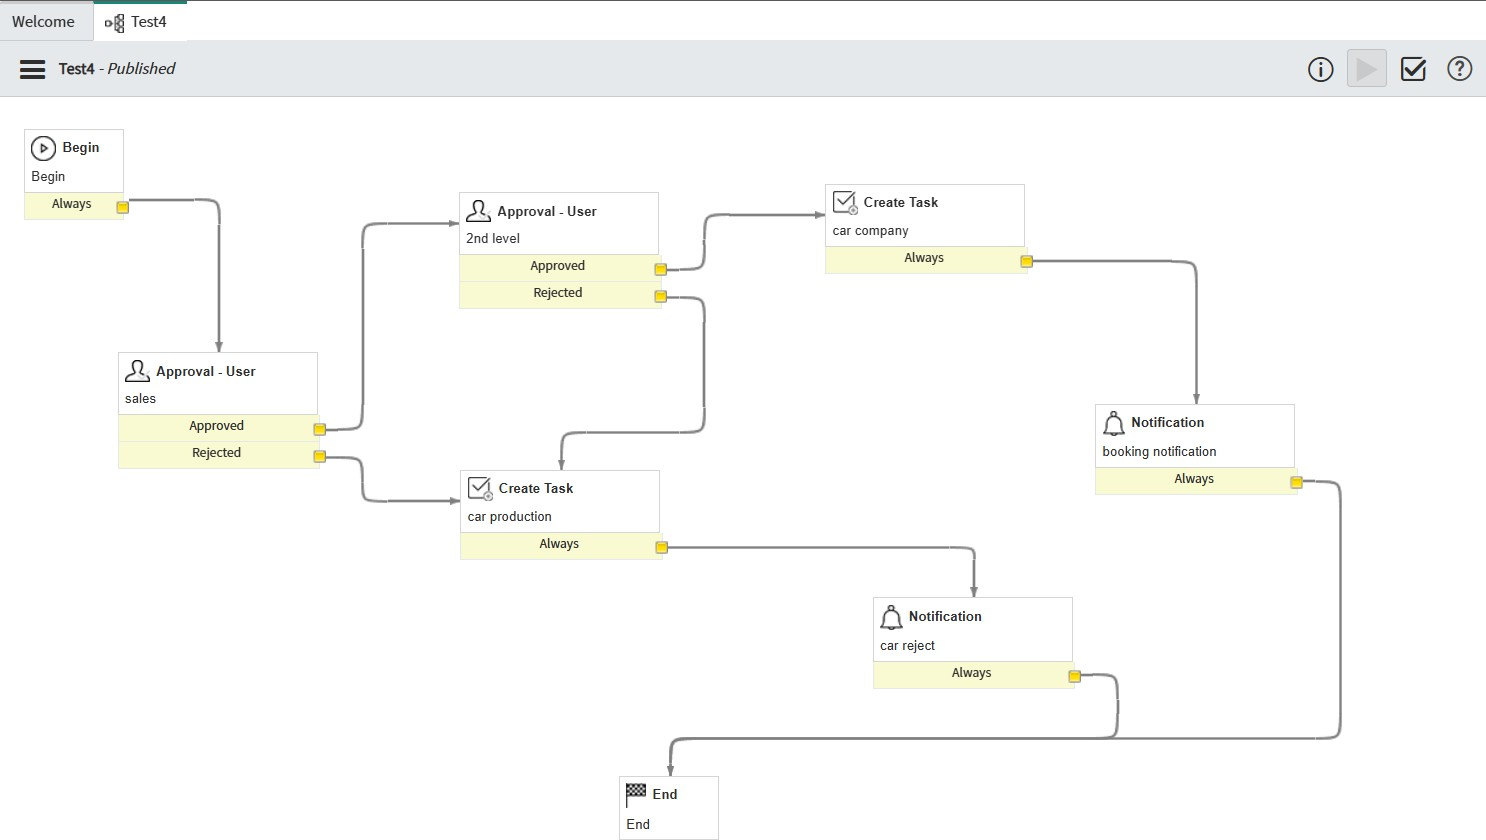 Welcome
Test4
Test4 - Published
Begin
Begin
Always
Approval - User
2nd level
Approved
Rejected
Create Task
car company
Always
Approval - User
sales
Approved
Rejected
Notification
booking notification
Always
Create Task
car production
Always
Notification
car reject
Always
End
End